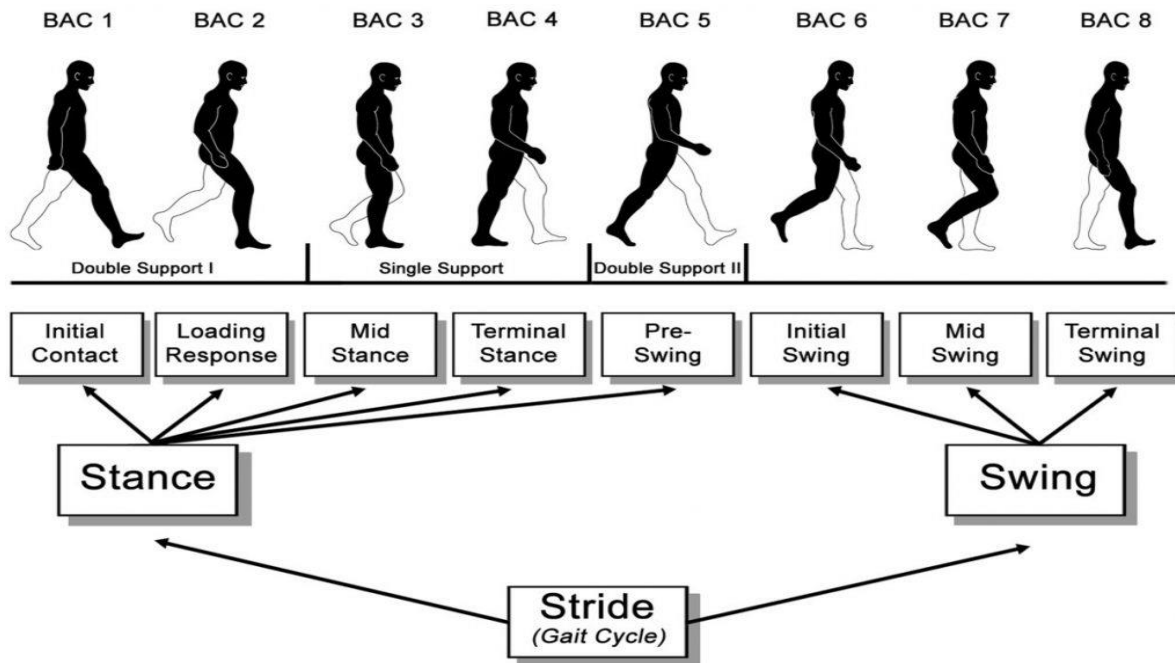 BAC 1 BAC 2 BAC 3 BAC 4 BAC 5 BAC 6 BAC 7 BAC 8
Double Support I Single Support Double Support II
Initial Contact
Loading Response
Mid Stance
Terminal Stance
Pre-Swing
Initial Swing
Mid Swing
Terminal Swing
Stance Swing
Stride
(Gait Cycle)